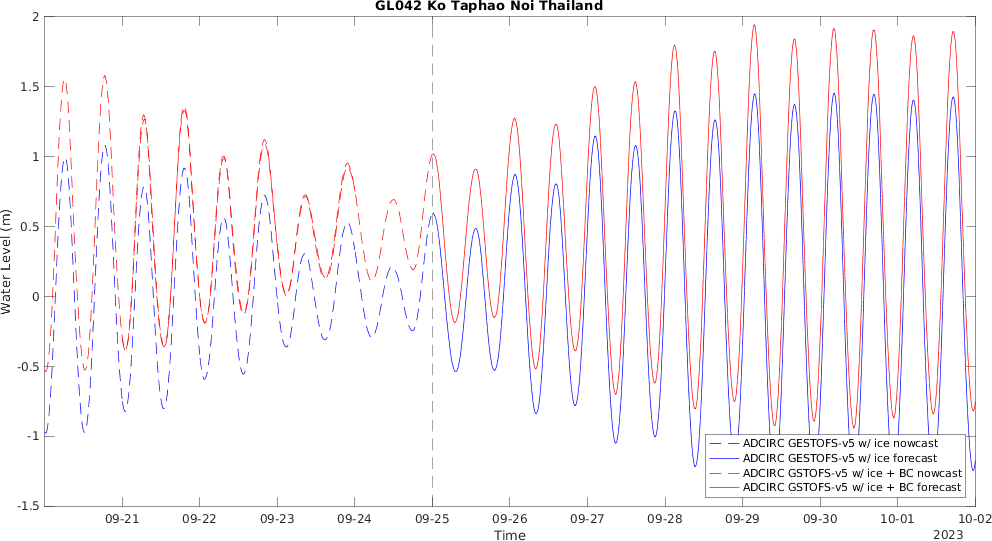 GL042 Ko Taphao Noi Thailand
2
1.5
1
0.5
0
-0.5
-1
-1.5
Water Level (m)
ADCIRC GESTOFS-v5 w/ ice nowcast
ADCIRC GESTOFS-v5 w/ ice forecast
ADCIRC GSTOFS-v5 w/ ice + BC nowcast
ADCIRC GSTOFS-v5 w/ ice + BC forecast
09-21 09-22 09-23 09-24 09-25 09-26 09-27 09-28 09-29 09-30 10-01 10-02
Time
2023